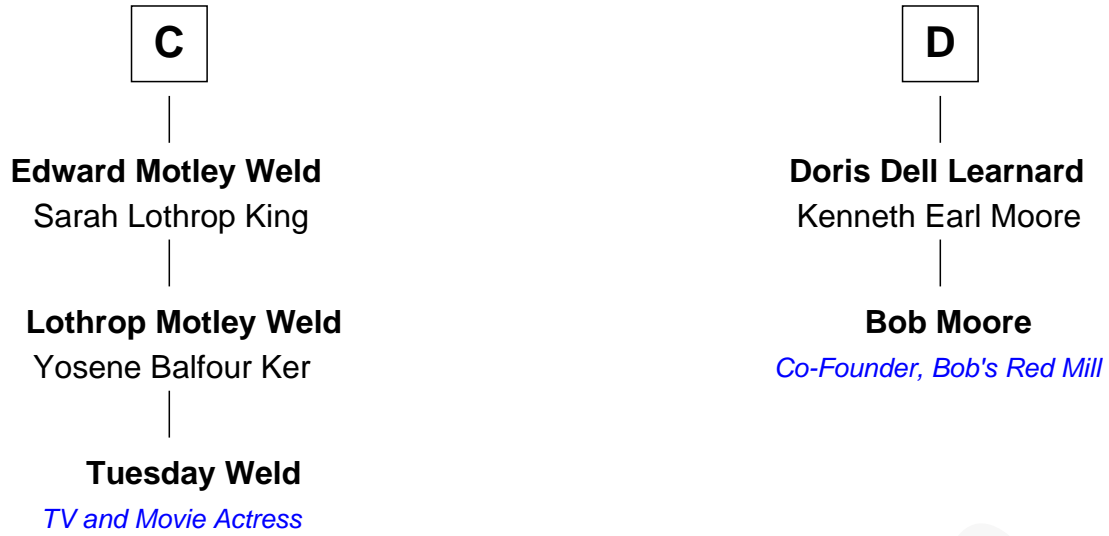 C
Edward Motley Weld
Sarah Lothrop King
Lothrop Motley Weld
Yosene Balfour Ker
Tuesday Weld
TV and Movie Actress
D
Doris Dell Learnard
Kenneth Earl Moore
Bob Moore
Co-Founder, Bob's Red Mill